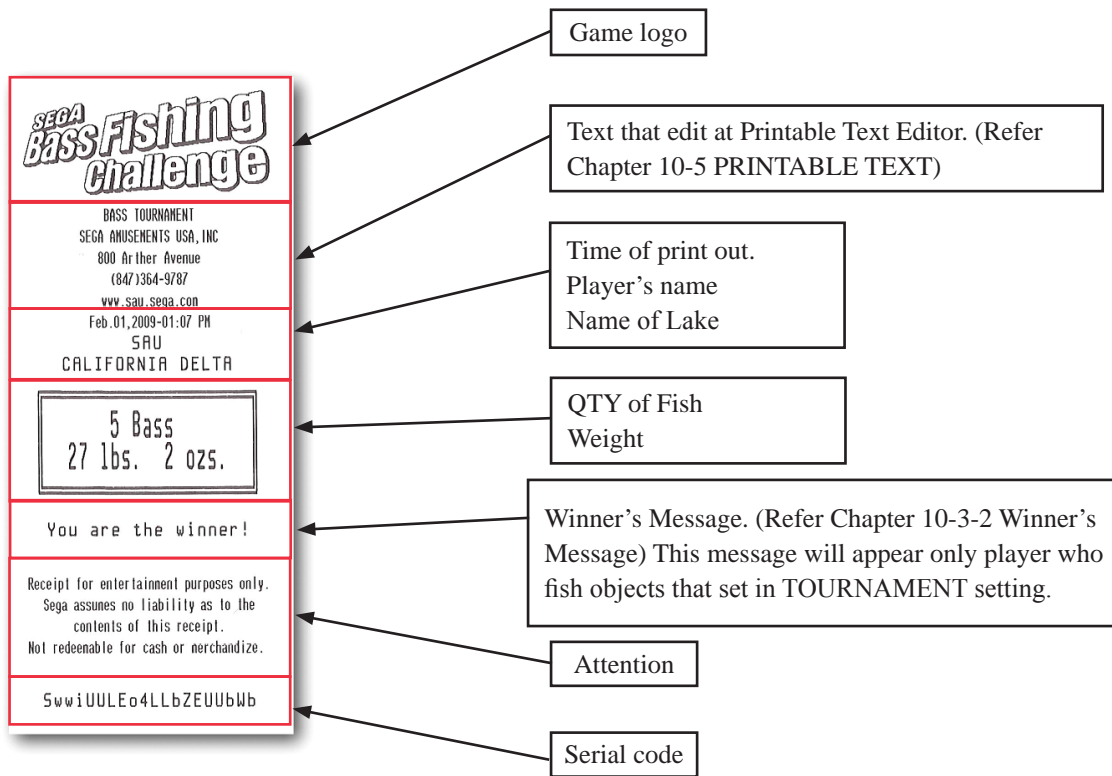 Game logo
SEGA
Bass Fishing
Challenge
Text that edit at Printable Text Editor. (Refer
Chapter 10-5 PRINTABLE TEXT)
BASS TOURNAMENT
SEGA AMUSEMENTS USA,INC
800 Arther Avenue
(847)364-9787
www.sau.sega.com
Time of print out.
Player’s name
Name of Lake
Feb.01,2009-01:07 PM
SAU
CALIFORNIA DELTA
QTY of Fish
Weight
5 Bass
27 lbs. 2 ozs.
Winner’s Message. (Refer Chapter 10-3-2 Winner’s
Message) This message will appear only player who
fish objects that set in TOURNAMENT setting.
You are the winner!
Receipt for entertainment purposes only.
Sega assumes no liability as to the
contents of this receipt.
Not redeenable for cash or nerchandize.
Attention
SwwiUULEo4LLbZEUUbWb
Serial code